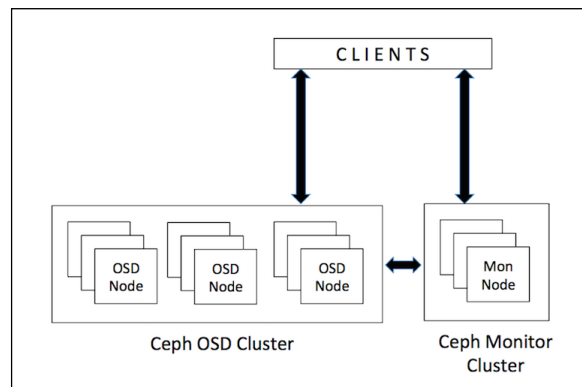 CLIENTS
OSD
Node
OSD
Node
OSD
Node
Mon
Node
Ceph OSD Cluster
Ceph Monitor
Cluster